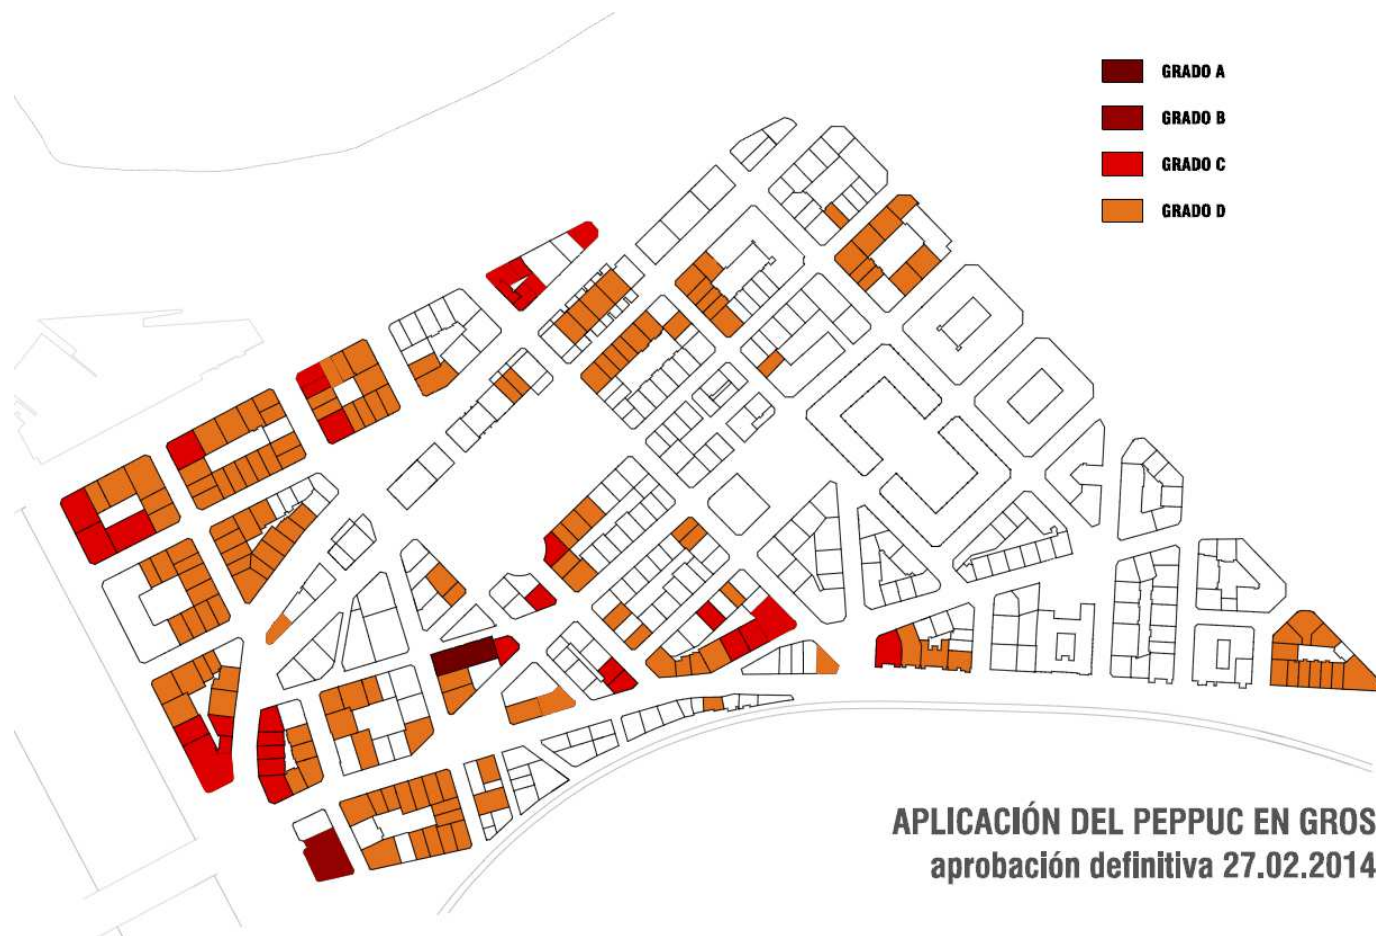 GRADO A
GRADO B
GRADO C
GRADO D
APLICACIÓN DEL PEPPUC EN GROS
aprobación definitiva 27.02.2014